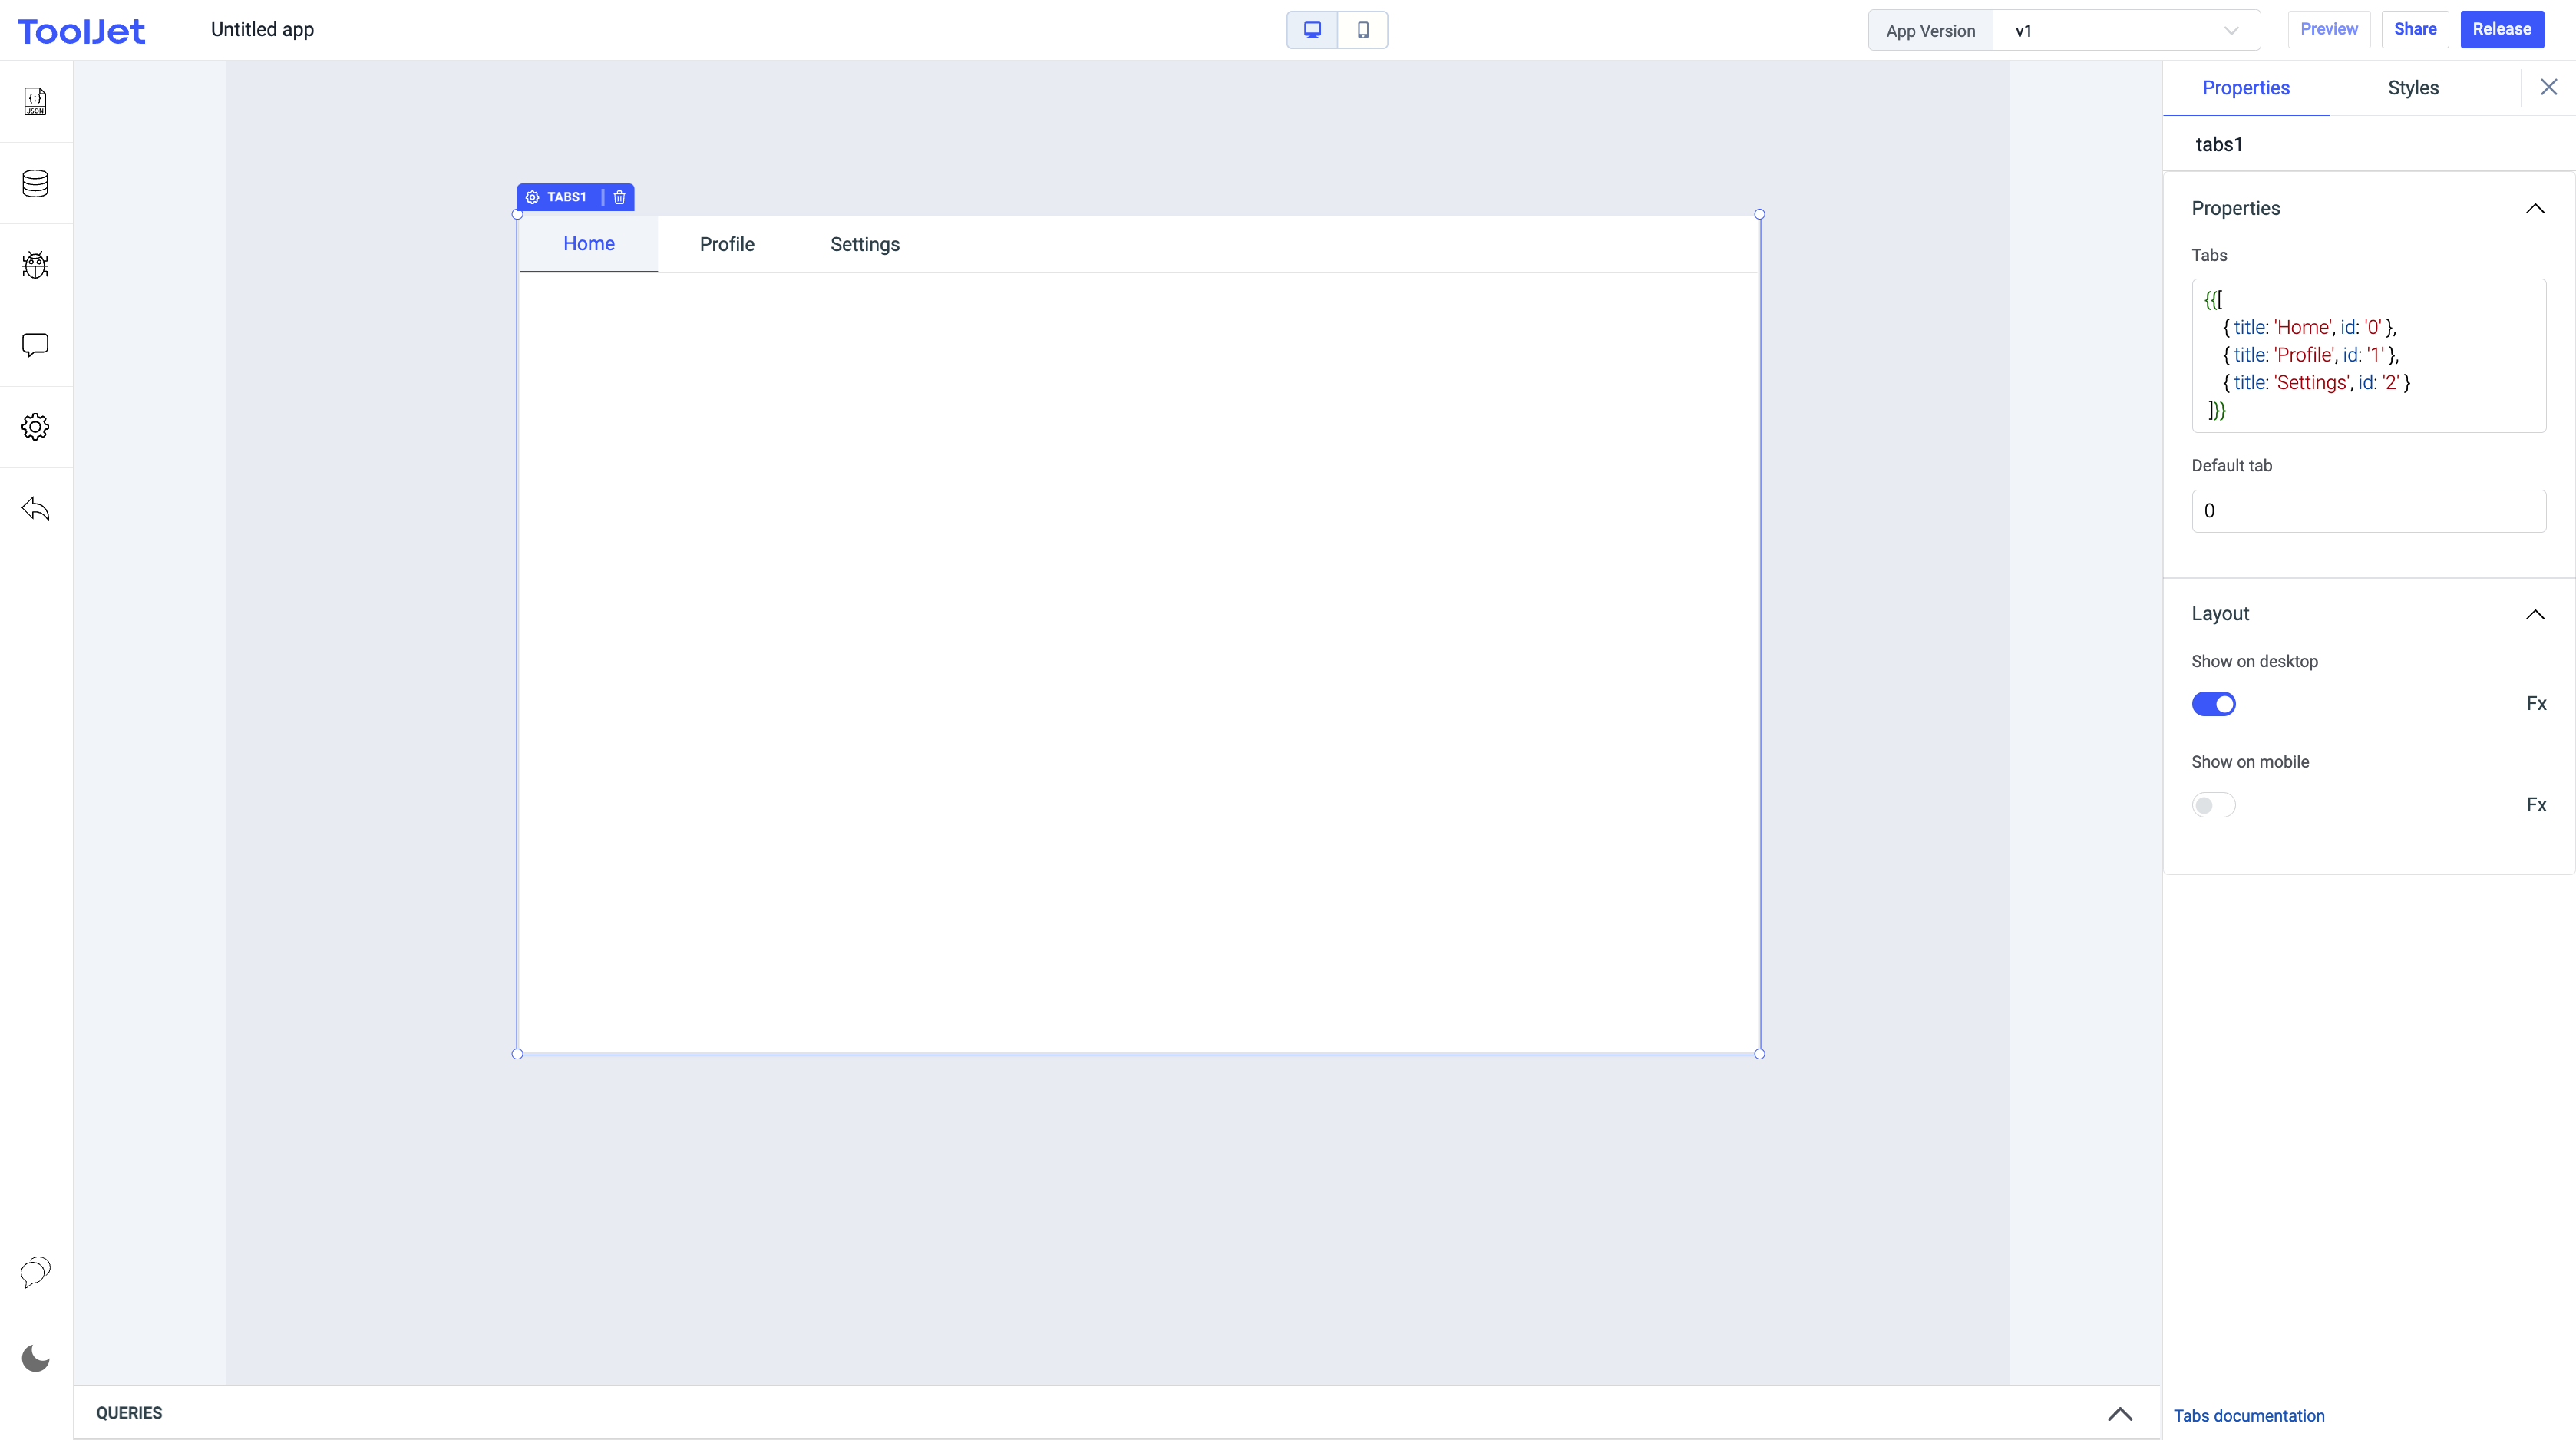 ToolJet
Untitled app
App Version
v1
Preview
Share
Release
{;}
JSON
Properties
Styles
tabs1
TABS1
Home
Profile
Settings
Properties
Tabs
{{[
{ title: 'Home', id: '0' },
{ title: 'Profile', id: '1' },
{ title: 'Settings', id: '2' }
]}}
Default tab
0
Layout
Show on desktop
Fx
Show on mobile
Fx
QUERIES
Tabs documentation